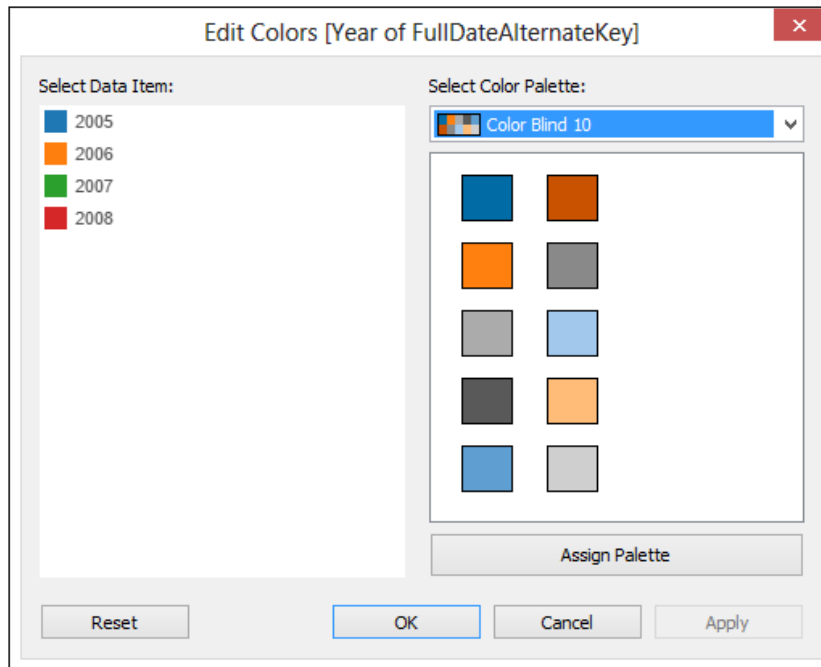 Edit Colors [Year of FullDateAlternateKey]
Select Data Item:
2005
2006
2007
2008
Select Color Palette:
Color Blind 10
Assign Palette
Reset
OK
Cancel
Apply